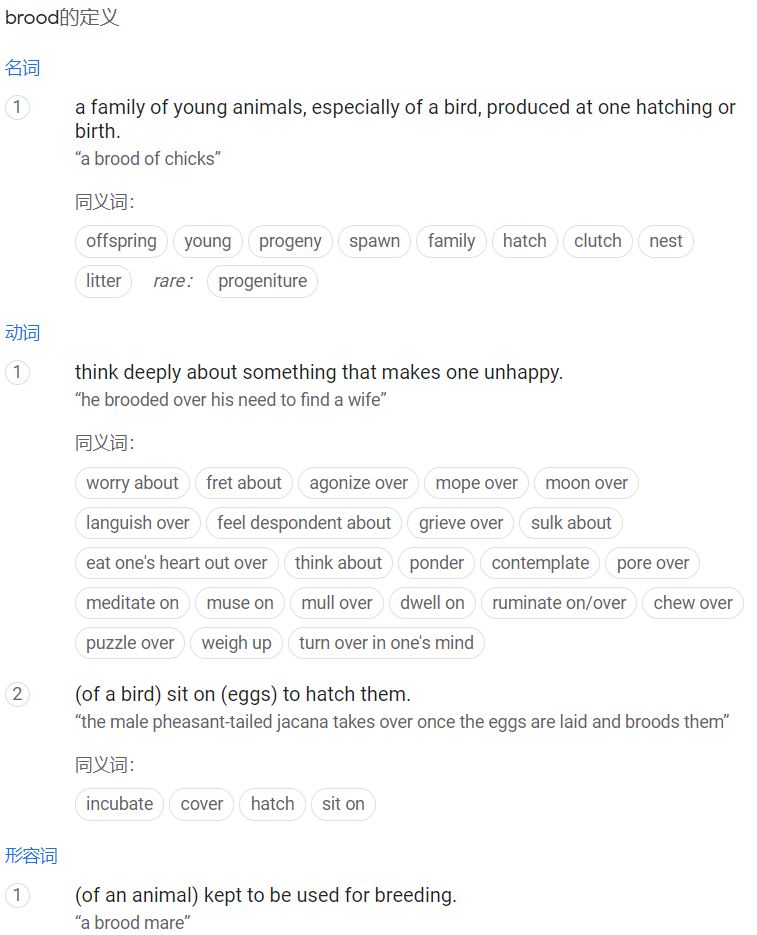 brood的定义
名词
1 a family of young animals, especially of a bird, produced at one hatching or
birth.
“a brood of chicks”
同义词：
offspring young progeny spawn family hatch clutch nest
litter rare： progeniture
动词
1 think deeply about something that makes one unhappy.
“he brooded over his need to find a wife”
同义词：
worry about fret about agonize over mope over moon over
languish over feel despondent about grieve over sulk about
eat one's heart out over think about ponder contemplate pore over
meditate on muse on mull over dwell on ruminate on/over chew over
puzzle over weigh up turn over in one's mind
2 (of a bird) sit on (eggs) to hatch them.
“the male pheasant-tailed jacana takes over once the eggs are laid and broods them”
同义词：
incubate cover hatch sit on
形容词
1 (of an animal) kept to be used for breeding.
“a brood mare”